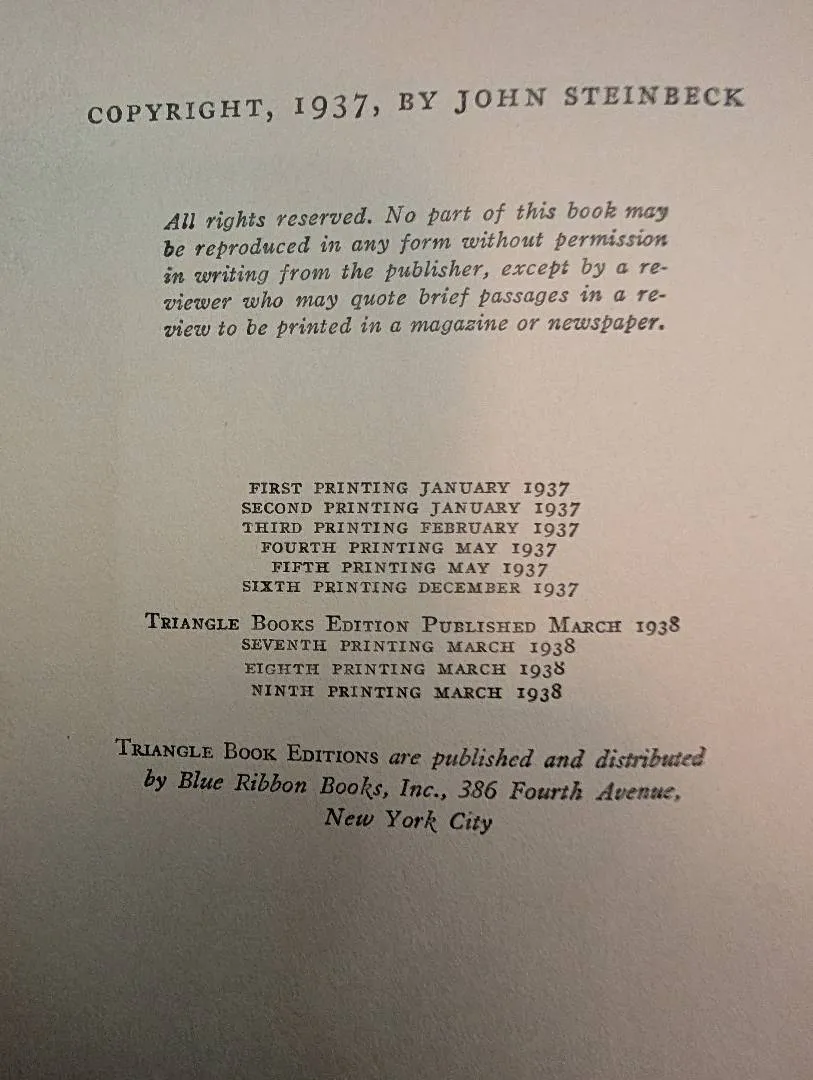 COPYRIGHT, 1937, BY JOHN STEINBECK
All rights reserved. No part of this book may
be reproduced in any form without permission
in writing from the publisher, except by a re-
viewer who may quote brief passages in a re-
view to be printed in a magazine or newspaper.
FIRST PRINTING JANUARY 1937
SECOND PRINTING JANUARY 1937
THIRD PRINTING FEBRUARY 1937
FOURTH PRINTING MAY 1937
FIFTH PRINTING MAY 1937
SIXTH PRINTING DECEMBER 1937
TRIANGLE BOOKS EDITION PUBLISHED MARCH 1938
SEVENTH PRINTING MARCH 1938
EIGHTH PRINTING MARCH 1938
NINTH PRINTING MARCH 1938
TRIANGLE BOOK EDITIONS are published and distributed
by Blue Ribbon Books, Inc., 386 Fourth Avenue,
New York City